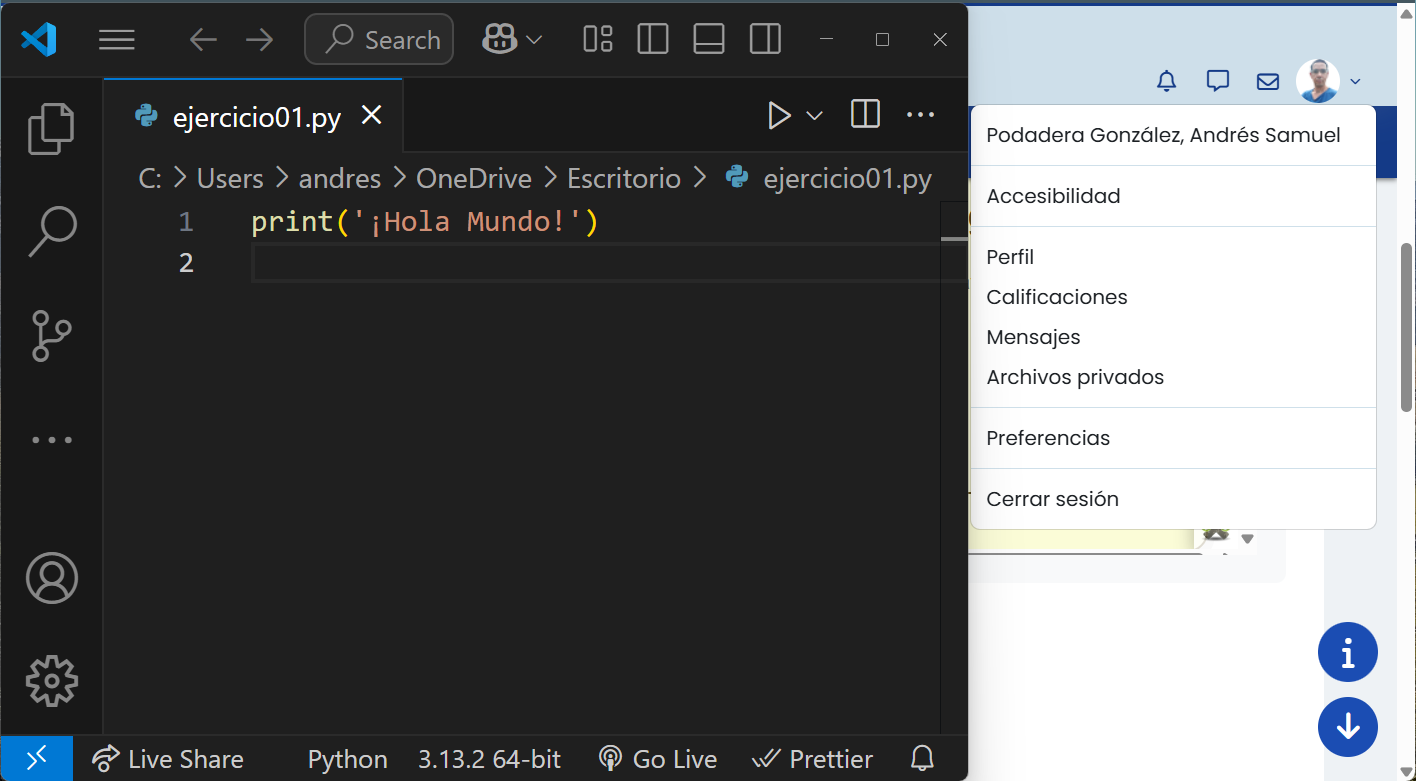 Search
ejercicio01.py
C: > Users > andres > OneDrive > Escritorio > ejercicio01.py
1 print('¡Hola Mundo!')
2
Live Share Python 3.13.2 64-bit Go Live Prettier
Podadera González, Andrés Samuel
Accesibilidad
Perfil
Calificaciones
Mensajes
Archivos privados
Preferencias
Cerrar sesión